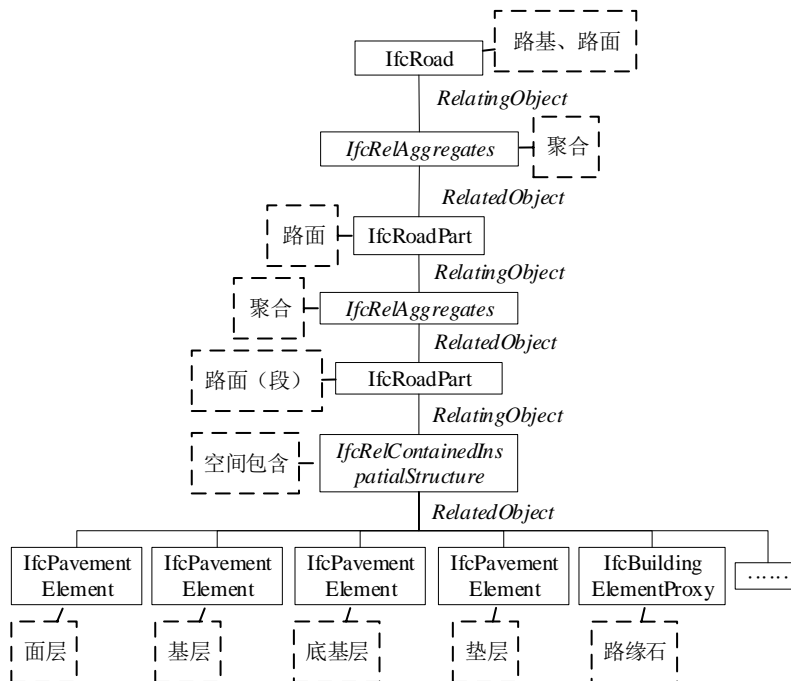 路基、路面
IfcRoad
RelatingObject
IfcRelAggregates
聚合
RelatedObject
路面
IfcRoadPart
RelatingObject
聚合
IfcRelAggregates
RelatedObject
路面（段）
IfcRoadPart
RelatingObject
空间包含
IfcRelContainedIns
patialStructure
RelatedObject
IfcPavement
Element
IfcPavement
Element
IfcPavement
Element
IfcPavement
Element
IfcBuilding
ElementProxy
……
面层
基层
底基层
垫层
路缘石